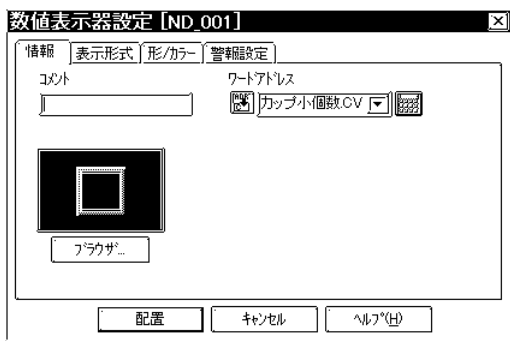 数値表示器設定 [ND_001]
情報 表示形式 形/ｶﾗｰ 警報設定
ｺﾒﾝﾄ ﾜｰﾄﾞｱﾄﾞﾚｽ
カップ小個数.CV
ﾌﾞﾗｳｻﾞ...
配置 ｷｬﾝｾﾙ ﾍﾙﾌﾟ(H)